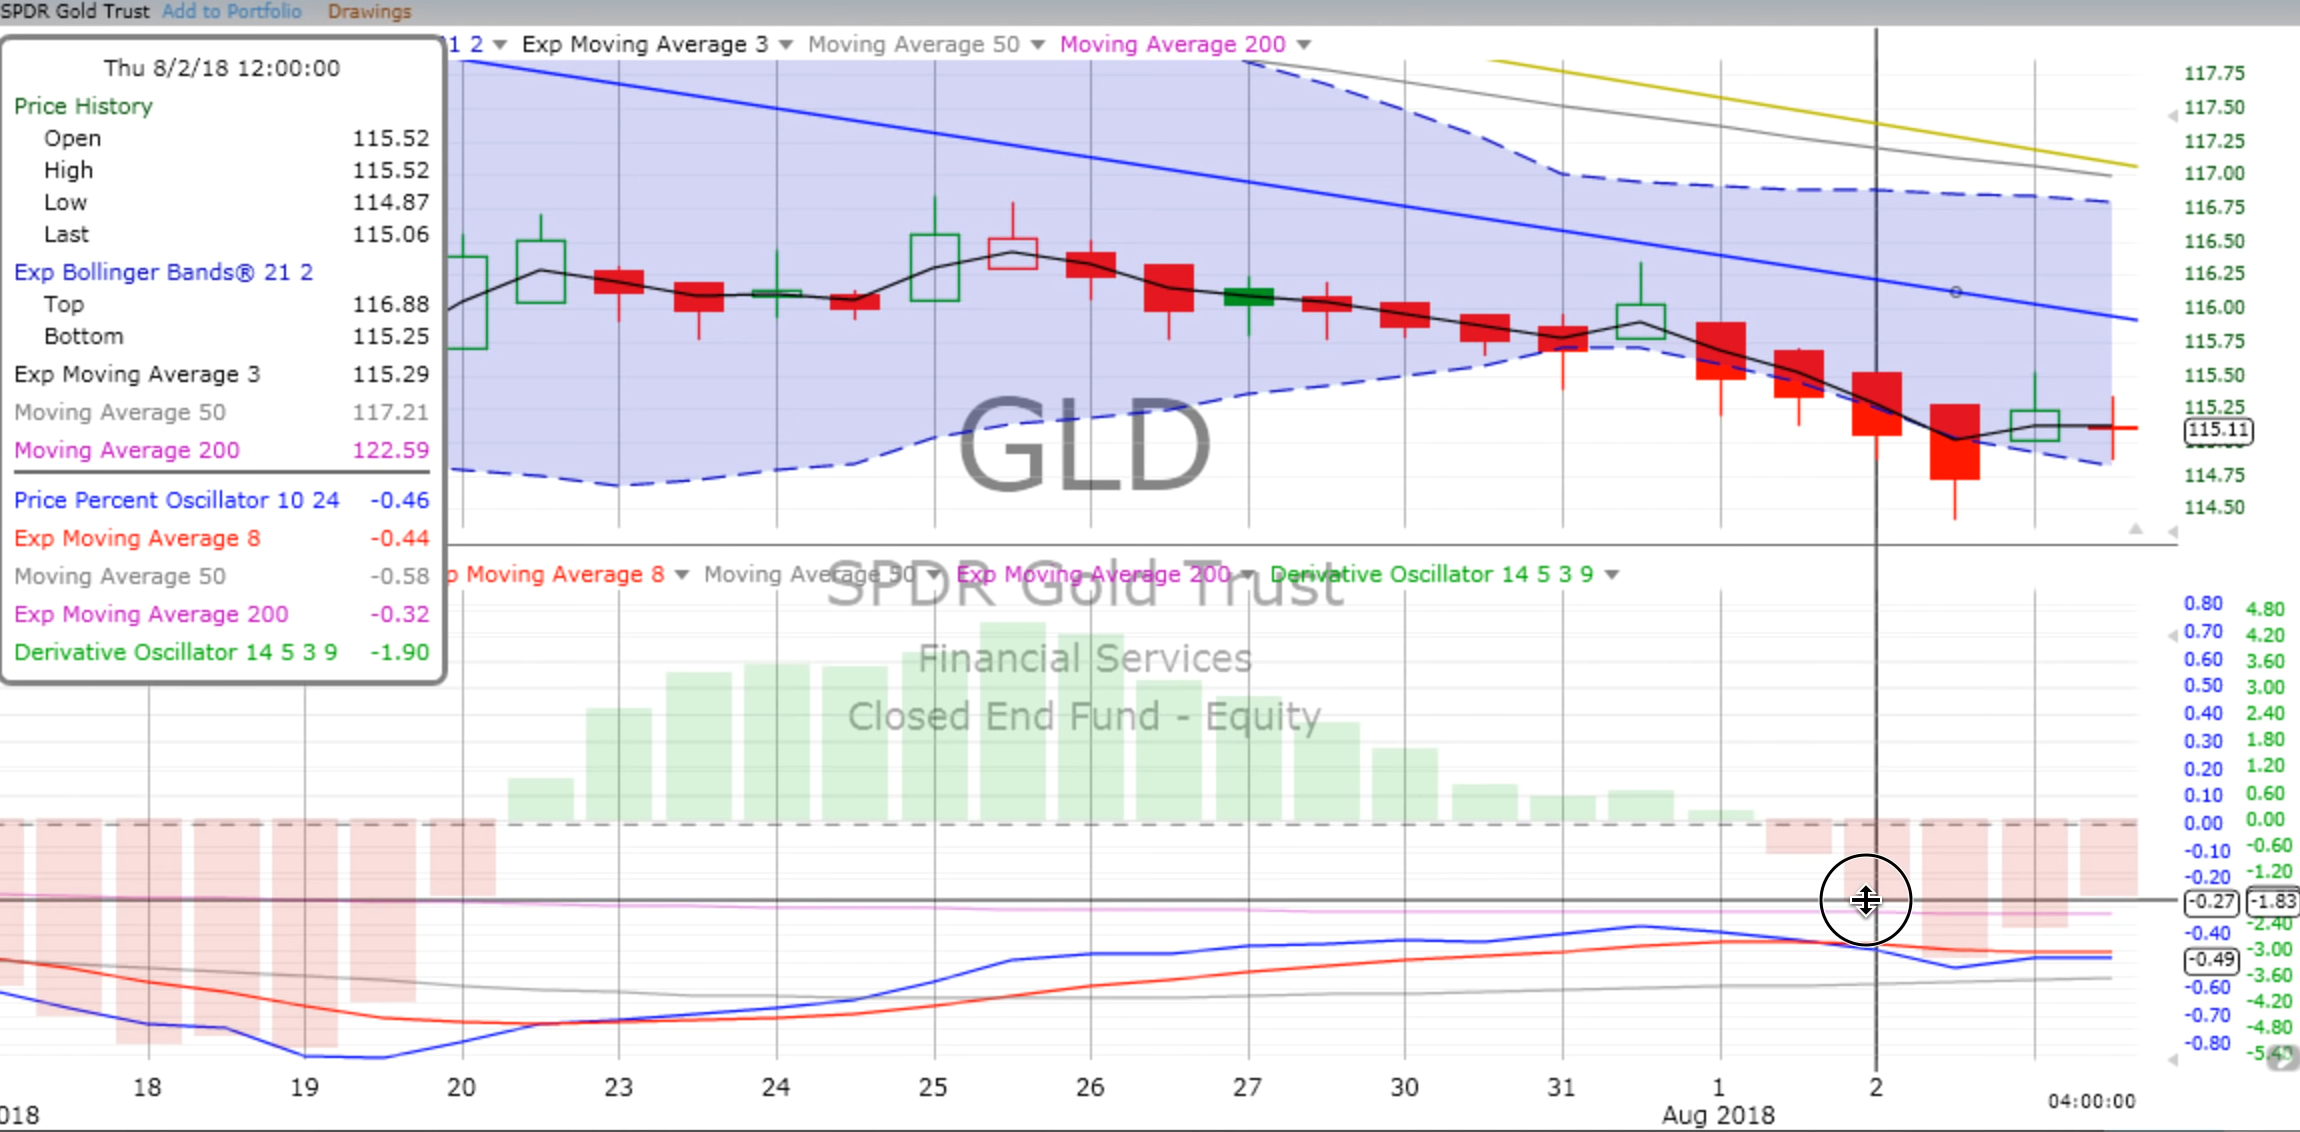 SPDR Gold Trust Add to Portfolio Drawings
1 2 Exp Moving Average 3 Moving Average 50 Moving Average 200
Thu 8/2/18 12:00:00
Price History
Open 115.52
High 115.52
Low 114.87
Last 115.06
Exp Bollinger Bands® 21 2
Top 116.88
Bottom 115.25
Exp Moving Average 3 115.29
Moving Average 50 117.21
Moving Average 200 122.59
Price Percent Oscillator 10 24 -0.46
Exp Moving Average 8 -0.44
Moving Average 50 -0.58
Exp Moving Average 200 -0.32
Derivative Oscillator 14 5 3 9 -1.90
117.75
117.50
117.25
117.00
116.75
116.50
116.25
116.00
115.75
115.50
115.25
115.11
114.75
114.50
GLD
p Moving Average 8 Moving Average 50 Exp Moving Average 200 Derivative Oscillator 14 5 3 9
SPDR Gold Trust
Financial Services
Closed End Fund - Equity
0.80 4.80
0.70 4.20
0.60 3.60
0.50 3.00
0.40 2.40
0.30 1.80
0.20 1.20
0.10 0.60
0.00 0.00
-0.10 -0.60
-0.20 -1.20
-0.27 -1.83
-0.40 -2.40
-0.49 -3.00
-0.60 -3.60
-0.70 -4.20
-0.80 -4.80
-5.40
18 19 20 23 24 25 26 27 30 31 1 2 04:00:00
018 Aug 2018